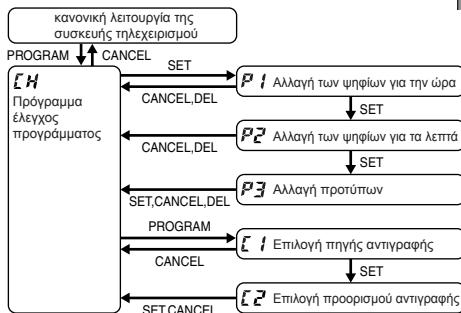 κανονική λειτουργία της
συσκευής τηλεχειρισμού
PROGRAM
CANCEL
SET
CH
Πρόγραμμα
έλεγχος
προγράμματος
P1 Αλλαγή των ψηφίων για την ώρα
CANCEL,DEL
SET
P2 Αλλαγή των ψηφίων για τα λεπτά
CANCEL,DEL
SET
P3 Αλλαγή προτύπων
SET,CANCEL,DEL
PROGRAM
C1 Επιλογή πηγής αντιγραφής
CANCEL
SET
C2 Επιλογή προορισμού αντιγραφής
SET,CANCEL